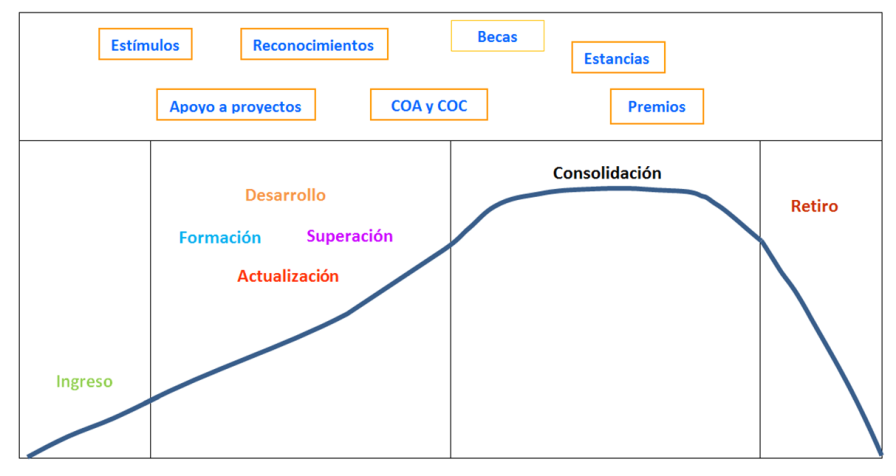 Estímulos
Reconocimientos
Becas
Estancias
Apoyo a proyectos
COA y COC
Premios
Consolidación
Desarrollo
Retiro
Formación
Superación
Actualización
Ingreso